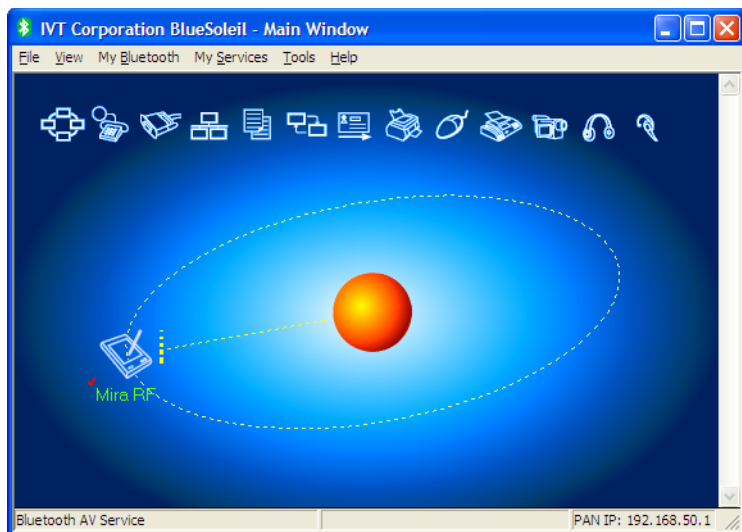 IVT Corporation BlueSoleil - Main Window
File View My Bluetooth My Services Tools Help
Mira RF
Bluetooth AV Service PAN IP: 192.168.50.1